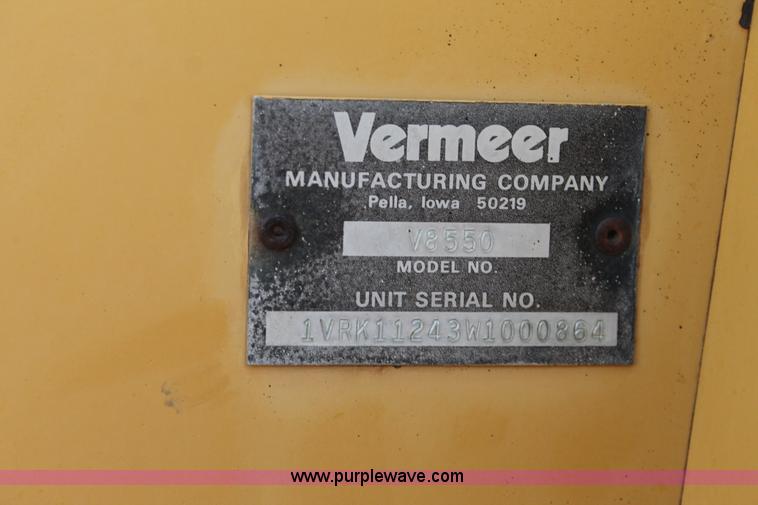 Vermeer
MANUFACTURING COMPANY
Pella, Iowa 50219
V8550
MODEL NO.
UNIT SERIAL NO.
1VRK11243W1000864
www.purplewave.com